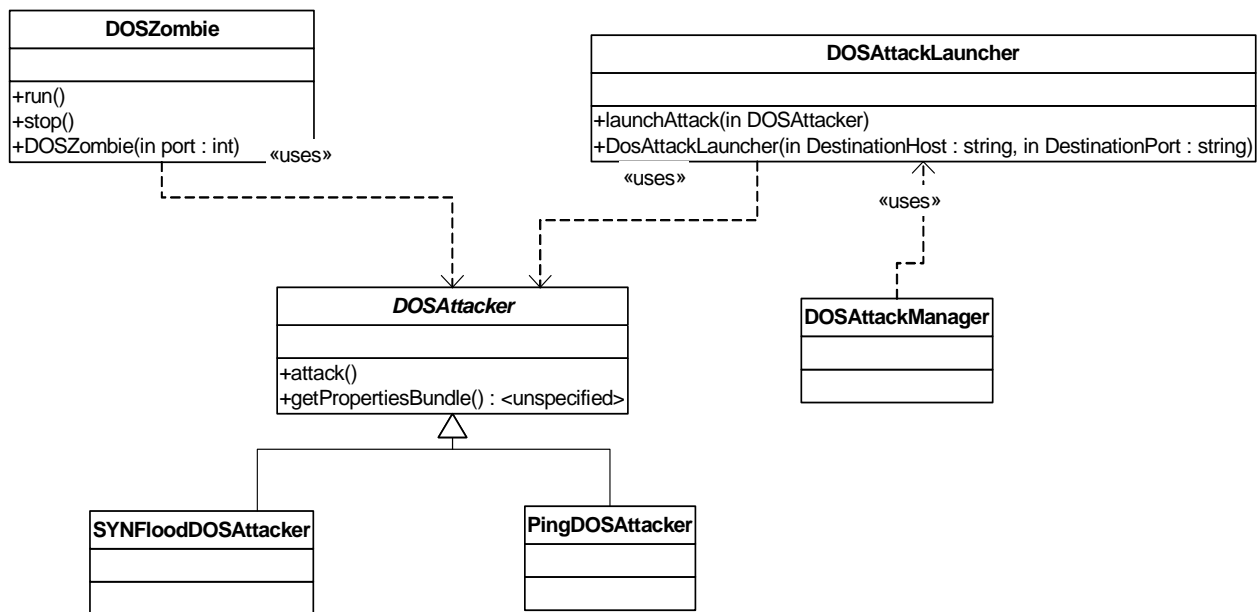 DOSZombie
+run()
+stop()
+DOSZombie(in port : int)
«uses»
DOSAttackLauncher
+launchAttack(in DOSAttacker)
+DosAttackLauncher(in DestinationHost : string, in DestinationPort : string)
«uses»
«uses»
DOSAttacker
+attack()
+getPropertiesBundle() : <unspecified>
DOSAttackManager
SYNFloodDOSAttacker
PingDOSAttacker